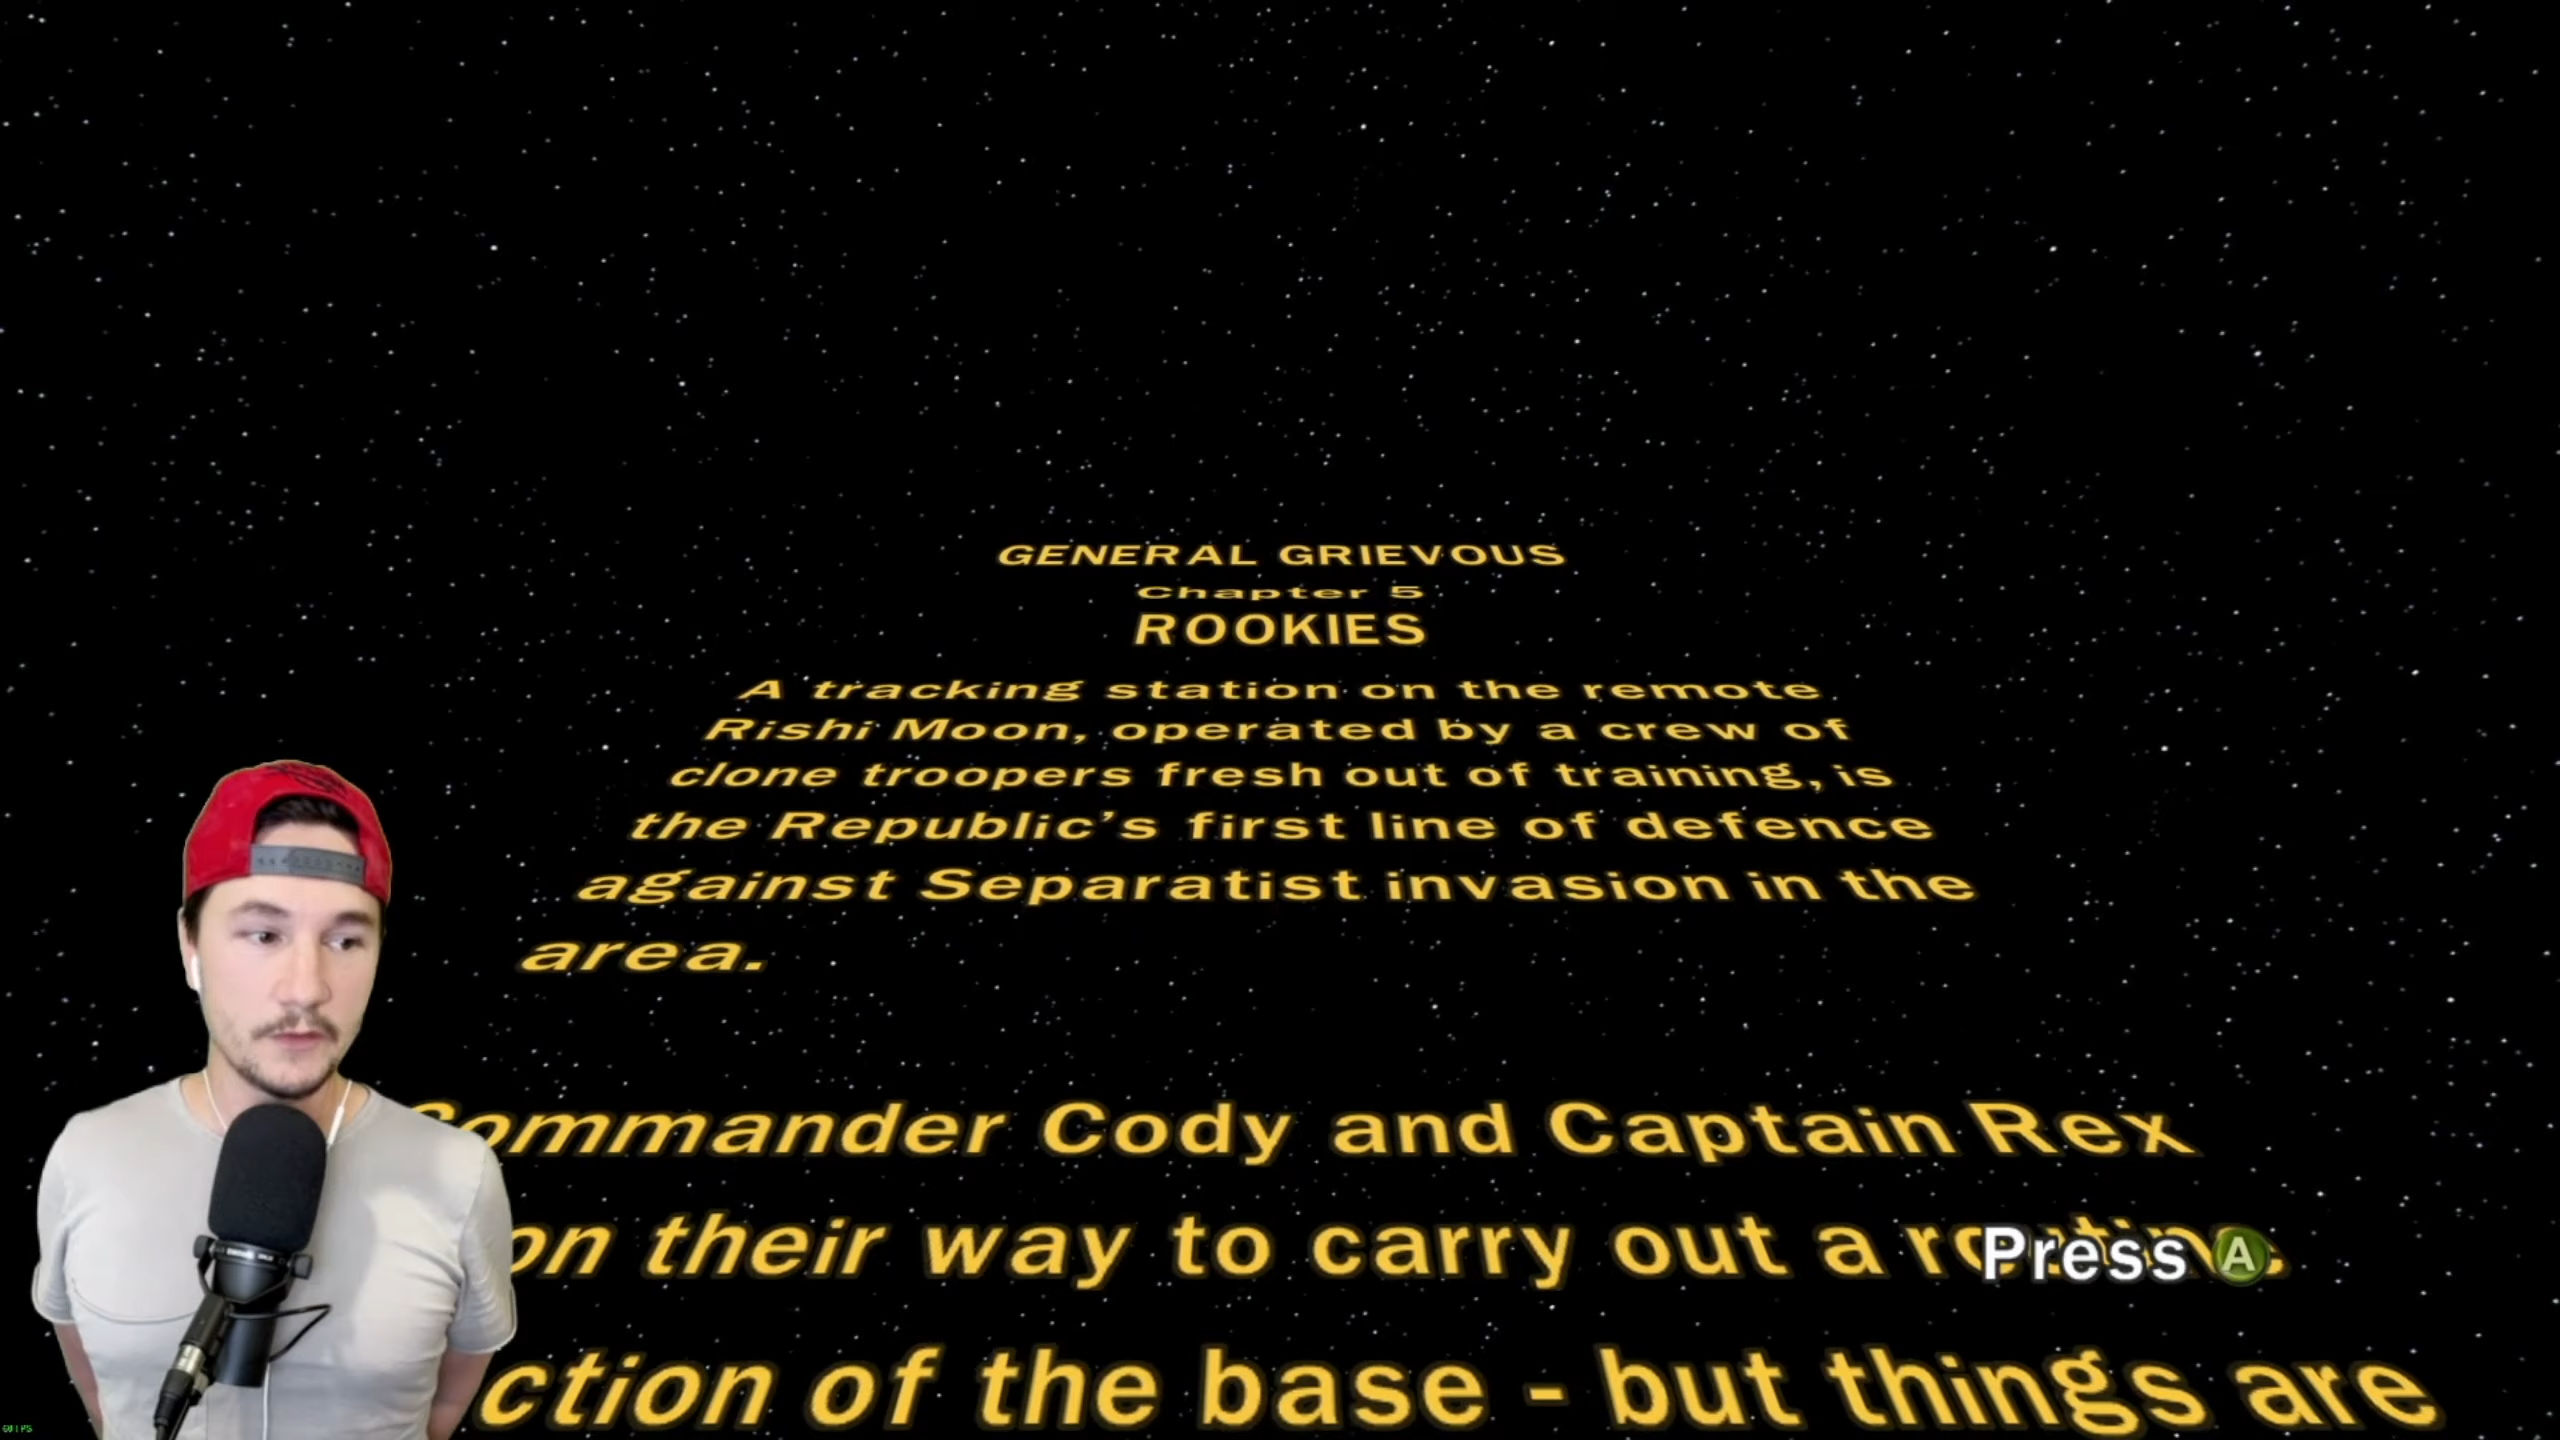 GENERAL GRIEVOUS
Chapter 5
ROOKIES
A tracking station on the remote
Rishi Moon, operated by a crew of
clone troopers fresh out of training, is
the Republic's first line of defence
against Separatist invasion in the
area.
Commander Cody and Captain Rex
on their way to carry out a routine
Press A
ction of the base - but things are